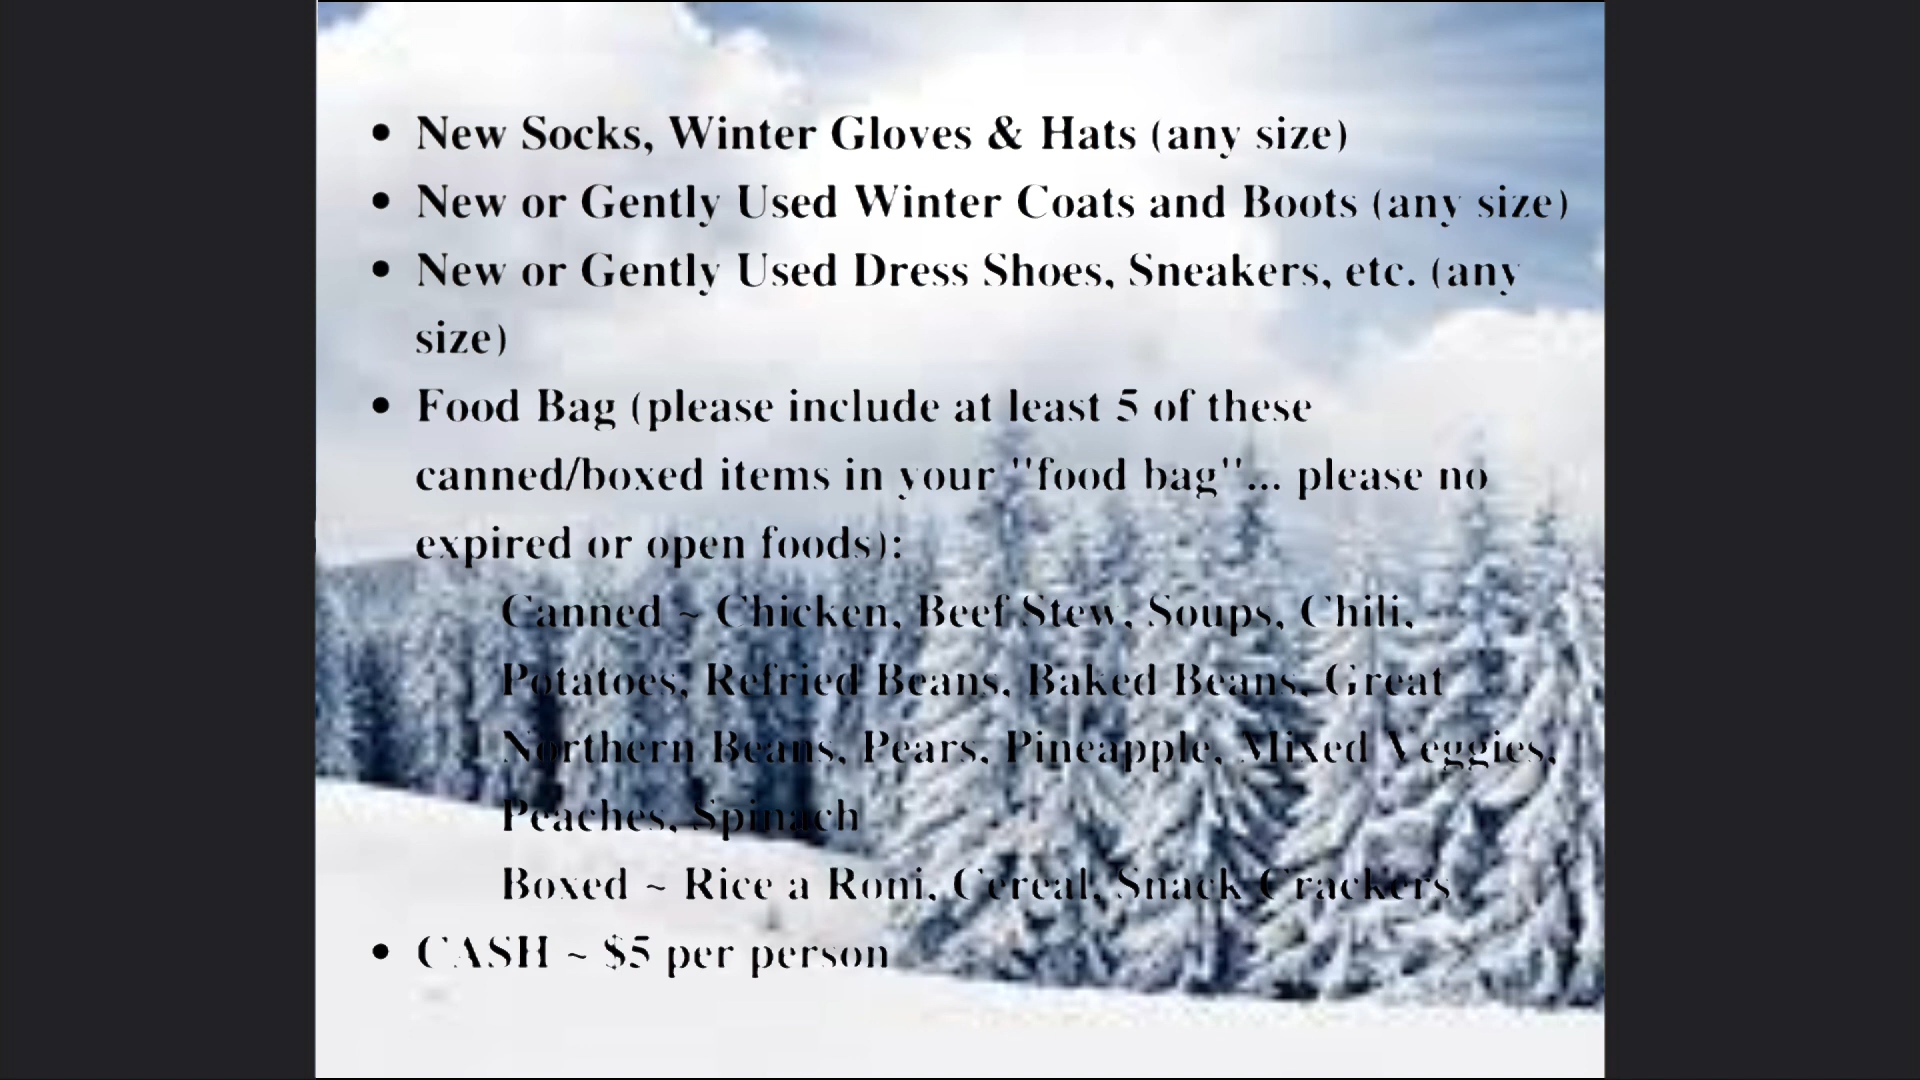 • New Socks, Winter Gloves & Hats (any size)
• New or Gently Used Winter Coats and Boots (any size)
• New or Gently Used Dress Shoes, Sneakers, etc. (any
size)
• Food Bag (please include at least 5 of these
canned/boxed items in your "food bag"... please no
expired or open foods):
Canned ~ Chicken, Beef Stew, Soups, Chili,
Potatoes, Refried Beans, Baked Beans, Great
Northern Beans, Pears, Pineapple, Mixed Veggies,
Peaches, Spinach
Boxed ~ Rice a Roni, Cereal, Snack Crackers
• CASH ~ $5 per person